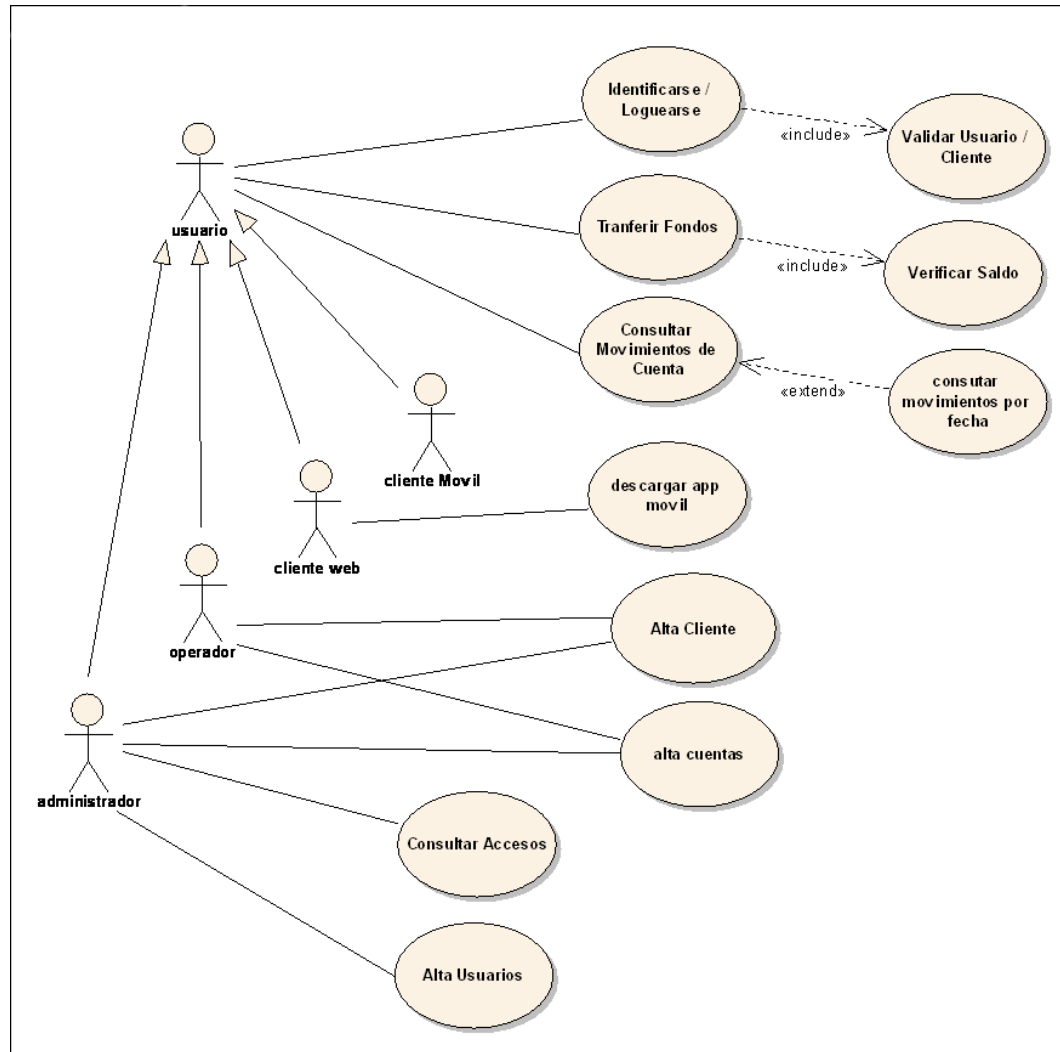 Identificarse /
Loguearse
«include»
Validar Usuario /
Cliente
usuario
Tranferir Fondos
«include»
Verificar Saldo
Consultar
Movimientos de
Cuenta
«extend»
consutar
movimientos por
fecha
cliente Movil
descargar app
movil
cliente web
Alta Cliente
operador
alta cuentas
administrador
Consultar Accesos
Alta Usuarios